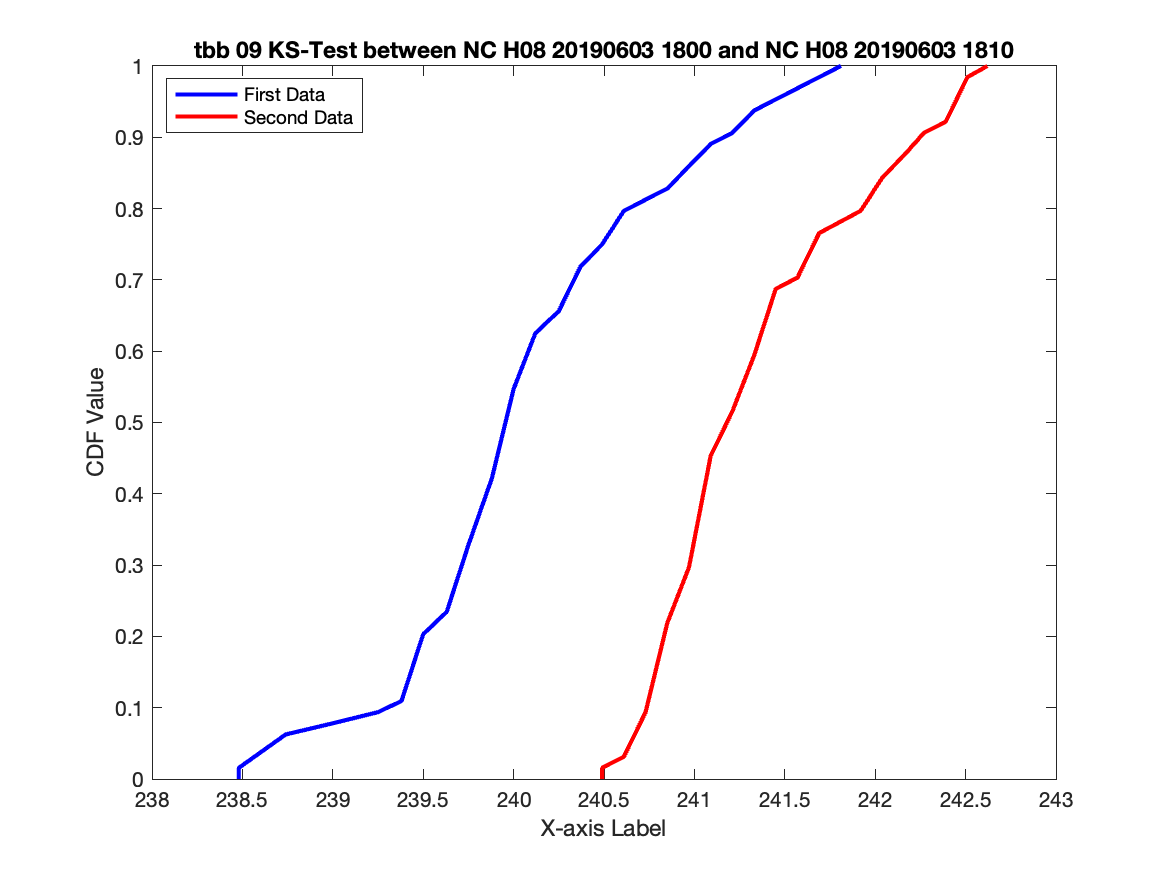 tbb 09 KS-Test between NC H08 20190603 1800 and NC H08 20190603 1810
First Data
Second Data
CDF Value
1
0.9
0.8
0.7
0.6
0.5
0.4
0.3
0.2
0.1
0
238 238.5 239 239.5 240 240.5 241 241.5 242 242.5 243
X-axis Label